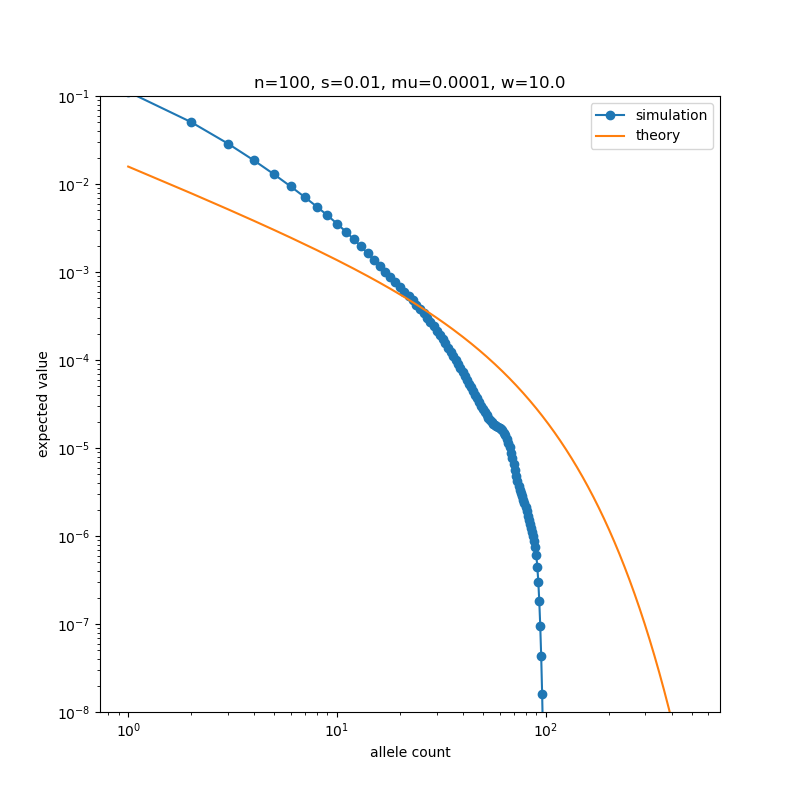 n=100, s=0.01, mu=0.0001, w=10.0
simulation
theory
10⁻¹
10⁻²
10⁻³
10⁻⁴
10⁻⁵
10⁻⁶
10⁻⁷
10⁻⁸
expected value
10⁰ 10¹ 10²
allele count